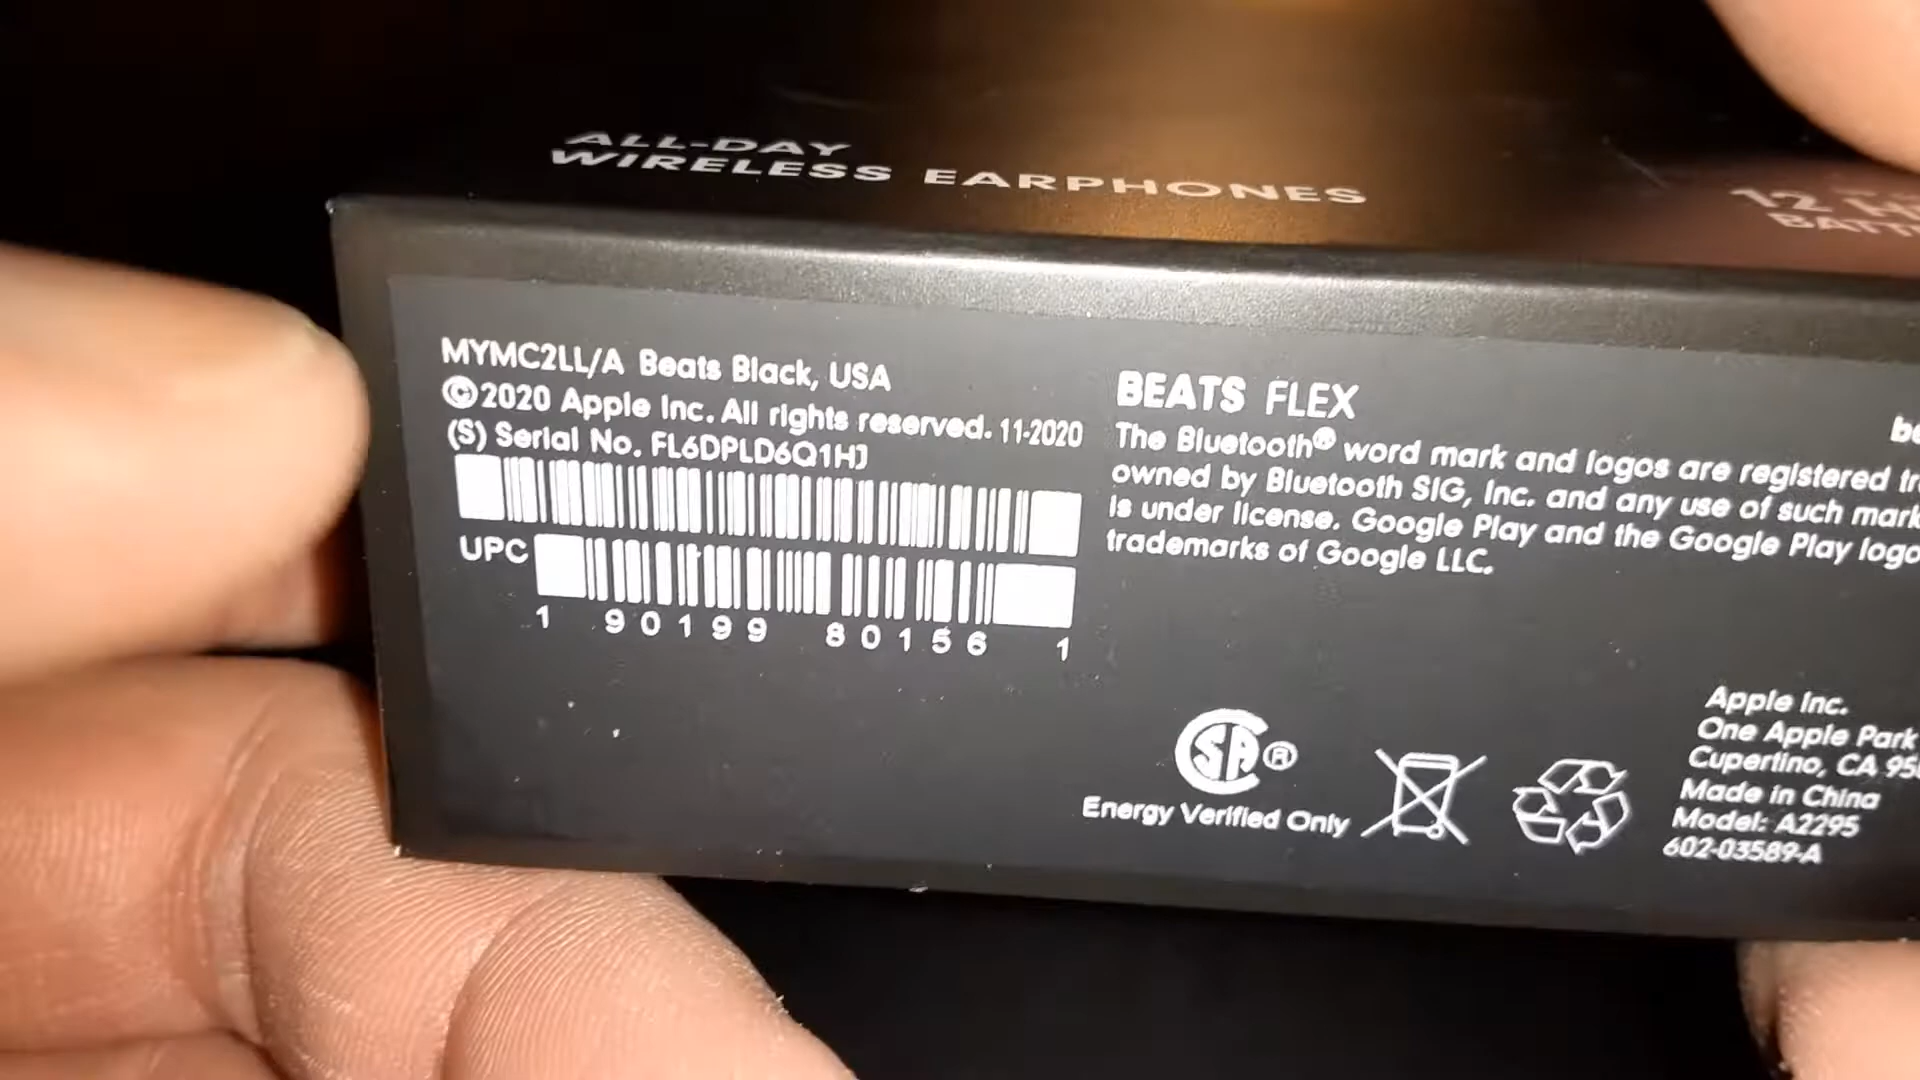 ALL-DAY
WIRELESS EARPHONES
12
MYMC2LL/A Beats Black, USA
©2020 Apple Inc. All rights reserved. 11-2020
(S) Serial No. FL6DPLD6Q1HJ
UPC
1 90199 80156 1
BEATS FLEX
The Bluetooth® word mark and logos are registered
owned by Bluetooth SIG, Inc. and any use of such
is under license. Google Play and the Google Play logo
trademarks of Google LLC.
CSA®
Energy Verified Only
Apple Inc.
One Apple Park
Cupertino, CA
Made in China
Model: A2295
602-03589-A